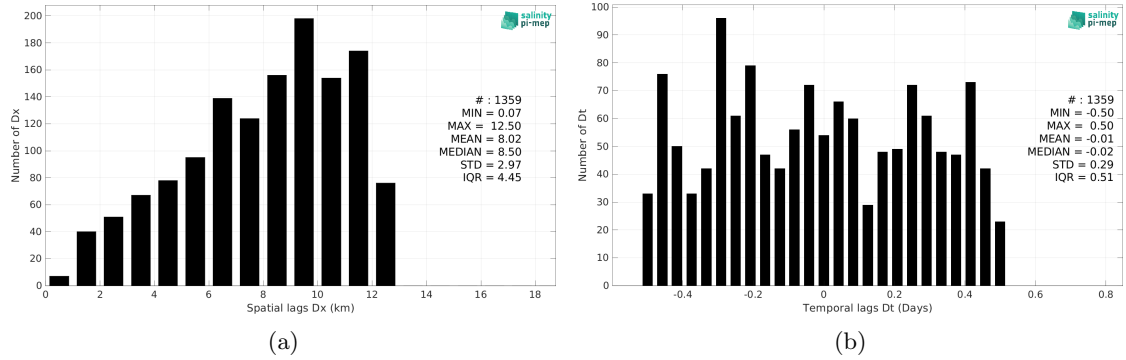 200
180
160
140
120
100
80
60
40
20
0
0 2 4 6 8 10 12 14 16 18
Number of Dx
Spatial lags Dx (km)
salinity
pi-mep
# : 1359
MIN = 0.07
MAX = 12.50
MEAN = 8.02
MEDIAN = 8.50
STD = 2.97
IQR = 4.45
(a)
100
90
80
70
60
50
40
30
20
10
0
-0.4 -0.2 0 0.2 0.4 0.6 0.8
Number of Dt
Temporal lags Dt (Days)
salinity
pi-mep
# : 1359
MIN = -0.50
MAX = 0.50
MEAN = -0.01
MEDIAN = -0.02
STD = 0.29
IQR = 0.51
(b)